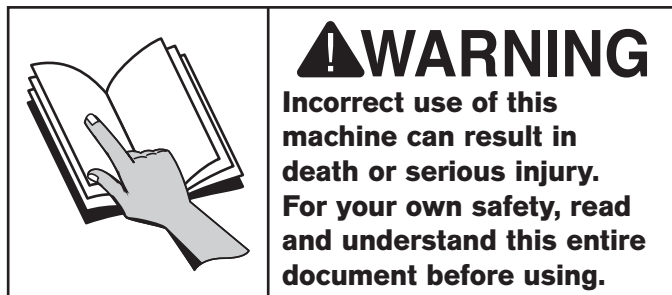 WARNING
Incorrect use of this
machine can result in
death or serious injury.
For your own safety, read
and understand this entire
document before using.